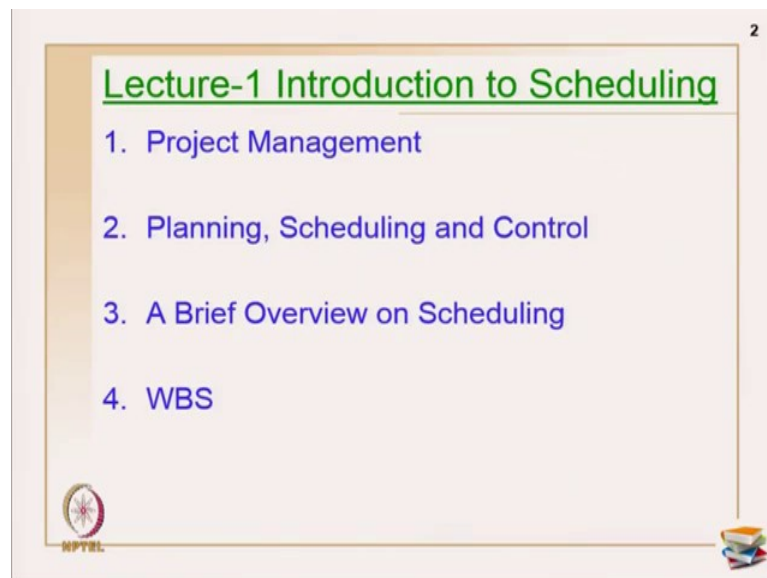 2
Lecture-1 Introduction to Scheduling
1. Project Management
2. Planning, Scheduling and Control
3. A Brief Overview on Scheduling
4. WBS
NPTEL